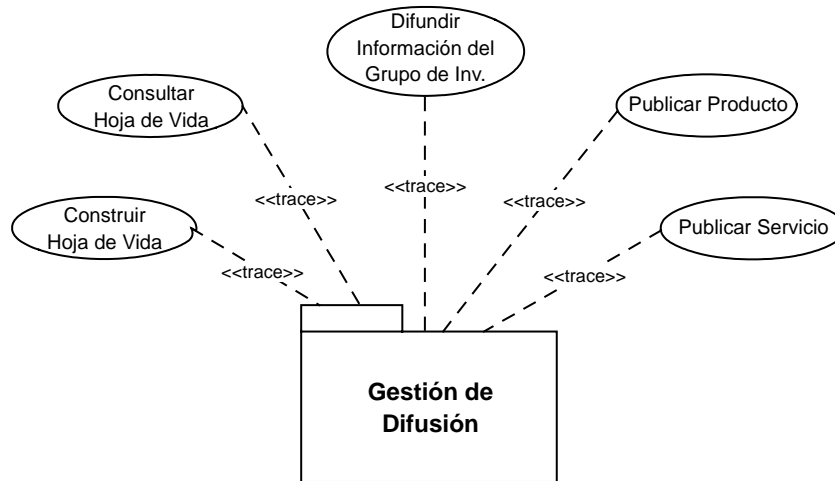 Difundir
Información del
Grupo de Inv.
Consultar
Hoja de Vida
Publicar Producto
<<trace>>
<<trace>>
<<trace>>
Construir
Hoja de Vida
Publicar Servicio
<<trace>>
<<trace>>
Gestión de
Difusión